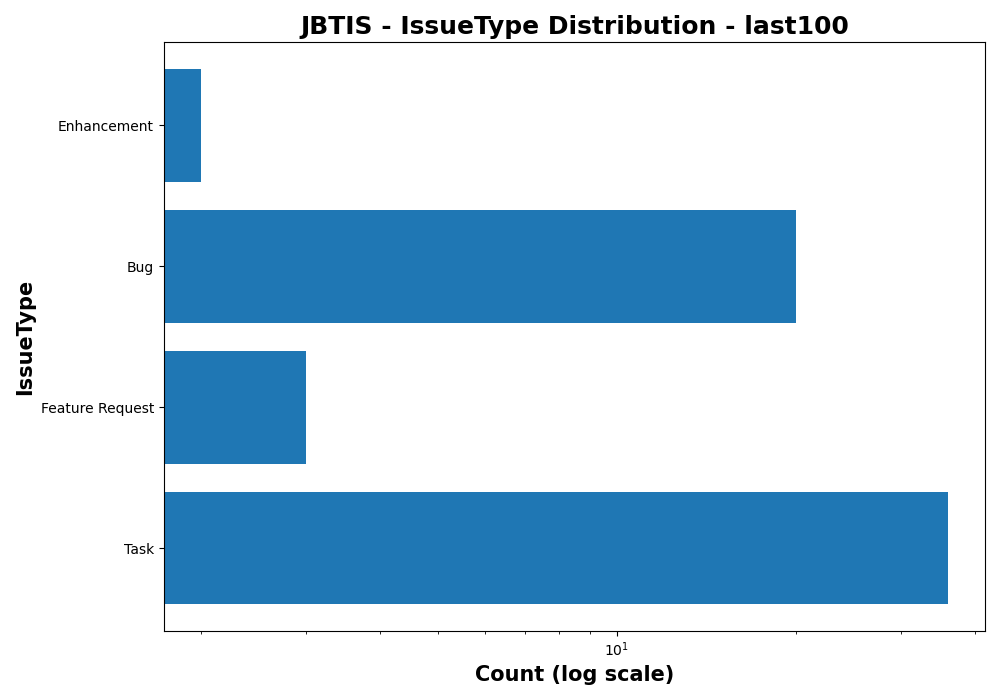 JBTIS - IssueType Distribution - last100
IssueType
Enhancement
Bug
Feature Request
Task
10¹
Count (log scale)